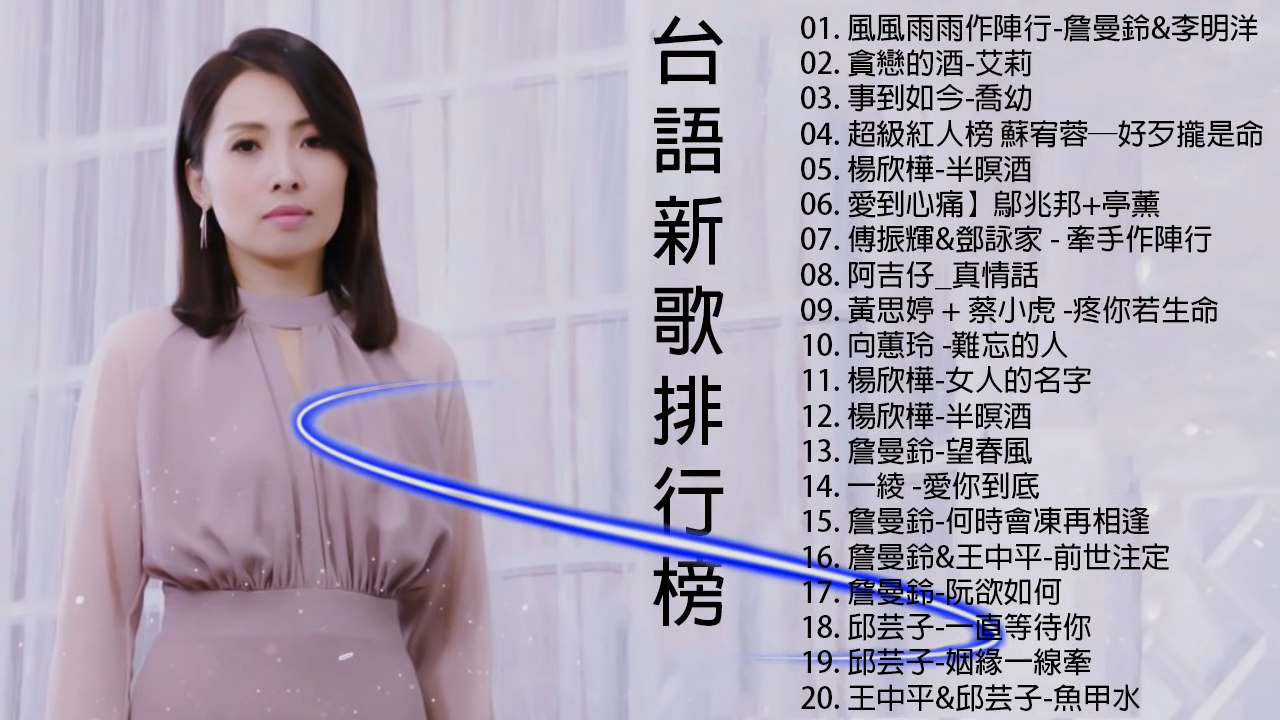 台語新歌排行榜
01. 風風雨雨作陣行-詹曼鈴&李明洋
02. 貪戀的酒-艾莉
03. 事到如今-喬幼
04. 超級紅人榜 蘇宥蓉─好歹攏是命
05. 楊欣樺-半暝酒
06. 愛到心痛】鄔兆邦+亭薰
07. 傅振輝&鄧詠家 - 牽手作陣行
08. 阿吉仔_真情話
09. 黃思婷 + 蔡小虎 -疼你若生命
10. 向蕙玲 -難忘的人
11. 楊欣樺-女人的名字
12. 楊欣樺-半暝酒
13. 詹曼鈴-望春風
14. 一綾 -愛你到底
15. 詹曼鈴-何時會凍再相逢
16. 詹曼鈴&王中平-前世注定
17. 詹曼鈴-阮欲如何
18. 邱芸子-一直等待你
19. 邱芸子-姻緣一線牽
20. 王中平&邱芸子-魚甲水